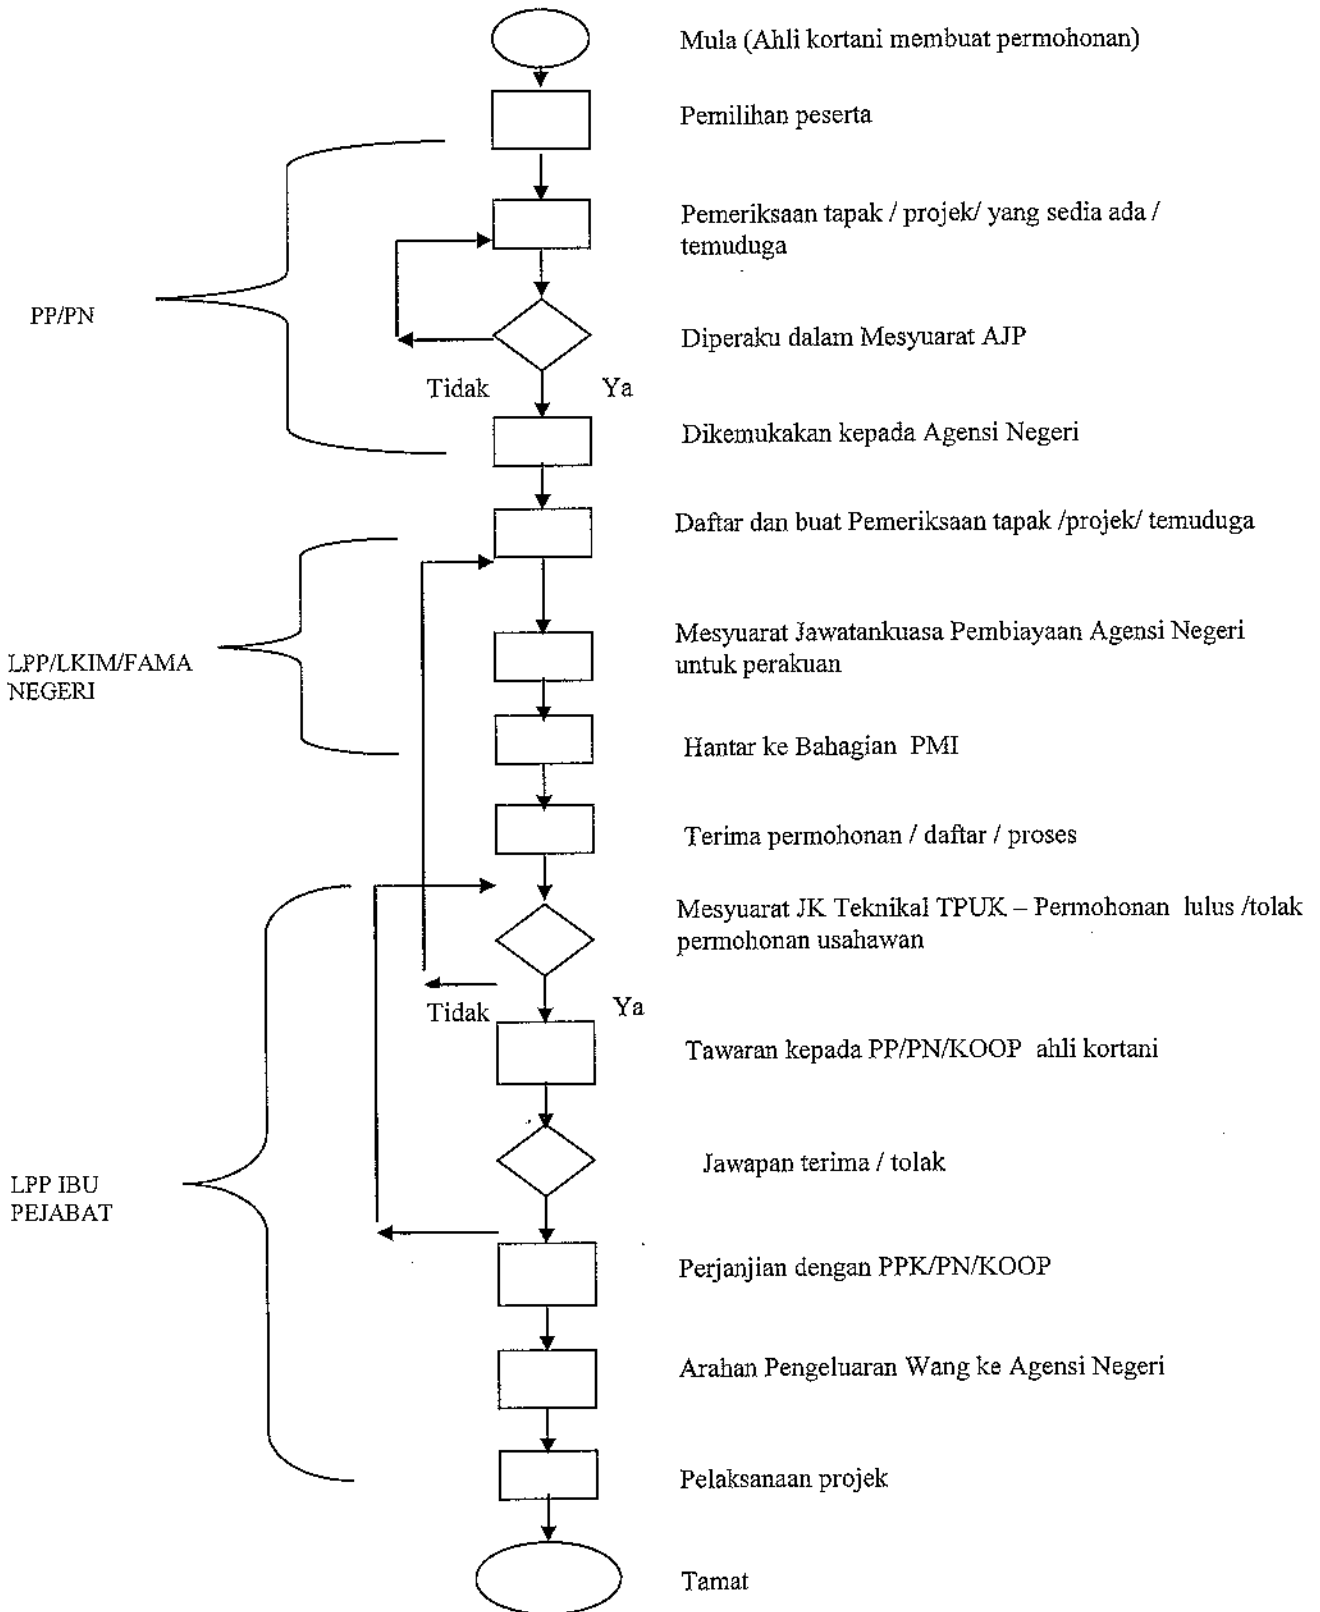 Mula (Ahli kortani membuat permohonan)
Pemilihan peserta
Pemeriksaan tapak / projek/ yang sedia ada /
temuduga
PP/PN
Diperaku dalam Mesyuarat AJP
Tidak
Ya
Dikemukakan kepada Agensi Negeri
Daftar dan buat Pemeriksaan tapak /projek/ temuduga
LPP/LKIM/FAMA
NEGERI
Mesyuarat Jawatankuasa Pembiayaan Agensi Negeri
untuk perakuan
Hantar ke Bahagian PMI
Terima permohonan / daftar / proses
Mesyuarat JK Teknikal TPUK – Permohonan lulus /tolak
permohonan usahawan
Tidak
Ya
Tawaran kepada PP/PN/KOOP ahli kortani
Jawapan terima / tolak
LPP IBU
PEJABAT
Perjanjian dengan PPK/PN/KOOP
Arahan Pengeluaran Wang ke Agensi Negeri
Pelaksanaan projek
Tamat